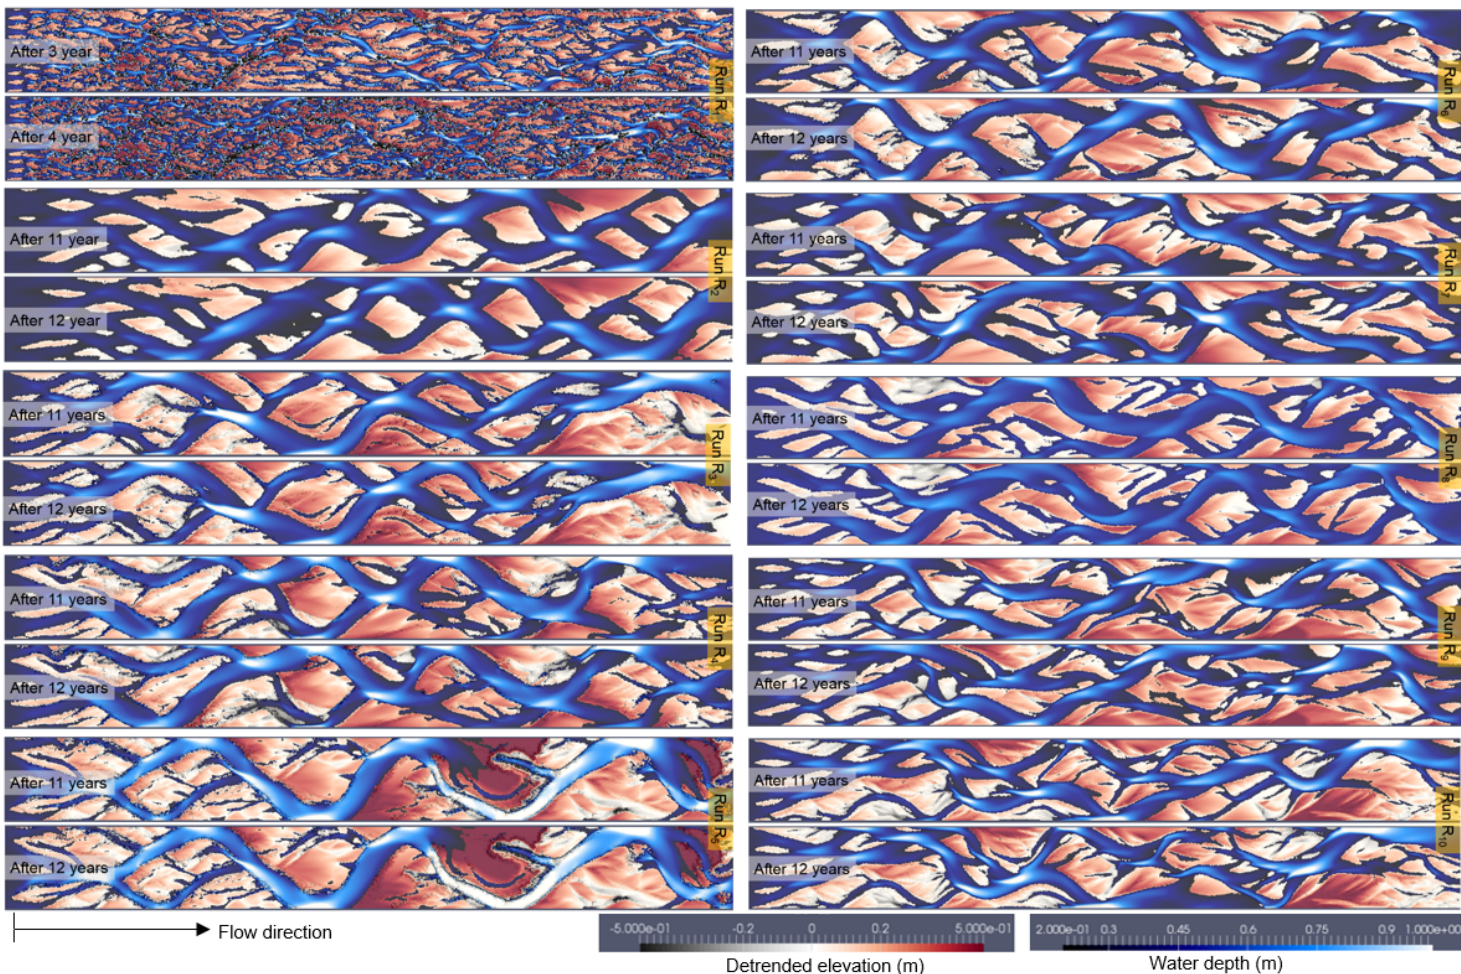 After 3 year
Run R1
After 4 year
After 11 year
Run R2
After 12 year
After 11 years
Run R3
After 12 years
After 11 years
Run R4
After 12 years
After 11 years
Run R5
After 12 years
After 11 years
Run R6
After 12 years
After 11 years
Run R7
After 12 years
After 11 years
Run R8
After 12 years
After 11 years
Run R9
After 12 years
After 11 years
Run R10
After 12 years
Flow direction
-5.000e-01 -0.2 0 0.2 5.000e-01
Detrended elevation (m)
2.000e-01 0.3 0.45 0.6 0.75 0.9 1.000e+00
Water depth (m)